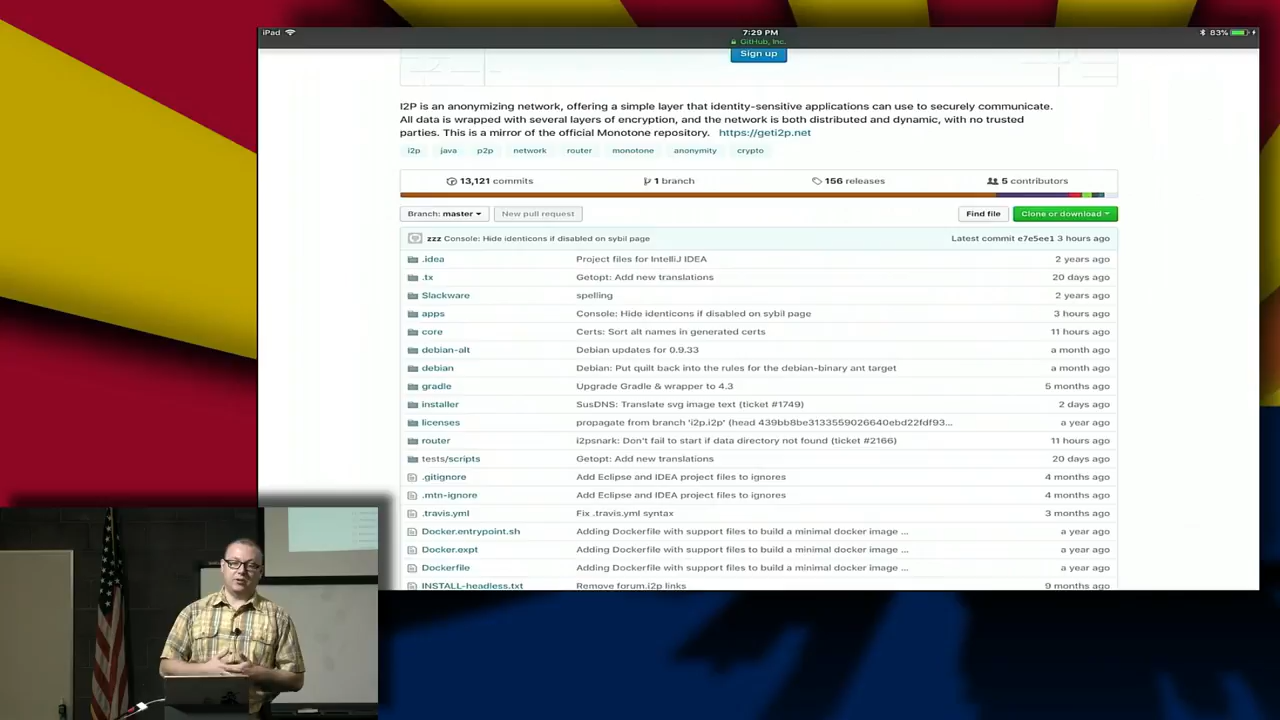 iPad 7:29 PM 83%
GitHub, Inc.
Sign up
I2P is an anonymizing network, offering a simple layer that identity-sensitive applications can use to securely communicate.
All data is wrapped with several layers of encryption, and the network is both distributed and dynamic, with no trusted
parties. This is a mirror of the official Monotone repository. https://geti2p.net
i2p java p2p network router monotone anonymity crypto
13,121 commits 1 branch 156 releases 5 contributors
Branch: master New pull request Find file Clone or download
zzz Console: Hide identicons if disabled on sybil page Latest commit e7e5ee1 3 hours ago
.idea Project files for IntelliJ IDEA 2 years ago
.tx Getopt: Add new translations 20 days ago
Slackware spelling 2 years ago
apps Console: Hide identicons if disabled on sybil page 3 hours ago
core Certs: Sort alt names in generated certs 11 hours ago
debian-alt Debian updates for 0.9.33 a month ago
debian Debian: Put quilt back into the rules for the debian-binary ant target a month ago
gradle Upgrade Gradle & wrapper to 4.3 5 months ago
installer SusDNS: Translate svg image text (ticket #1749) 2 days ago
licenses propagate from branch 'i2p.i2p' (head 439bb8be3133559026640ebd22fdf93... a year ago
router i2psnark: Don't fail to start if data directory not found (ticket #2166) 11 hours ago
tests/scripts Getopt: Add new translations 20 days ago
.gitignore Add Eclipse and IDEA project files to ignores 4 months ago
.mtn-ignore Add Eclipse and IDEA project files to ignores 4 months ago
.travis.yml Fix .travis.yml syntax 3 months ago
Docker.entrypoint.sh Adding Dockerfile with support files to build a minimal docker image ... a year ago
Docker.expt Adding Dockerfile with support files to build a minimal docker image ... a year ago
Dockerfile Adding Dockerfile with support files to build a minimal docker image ... a year ago
INSTALL-headless.txt Remove forum.i2p links 9 months ago